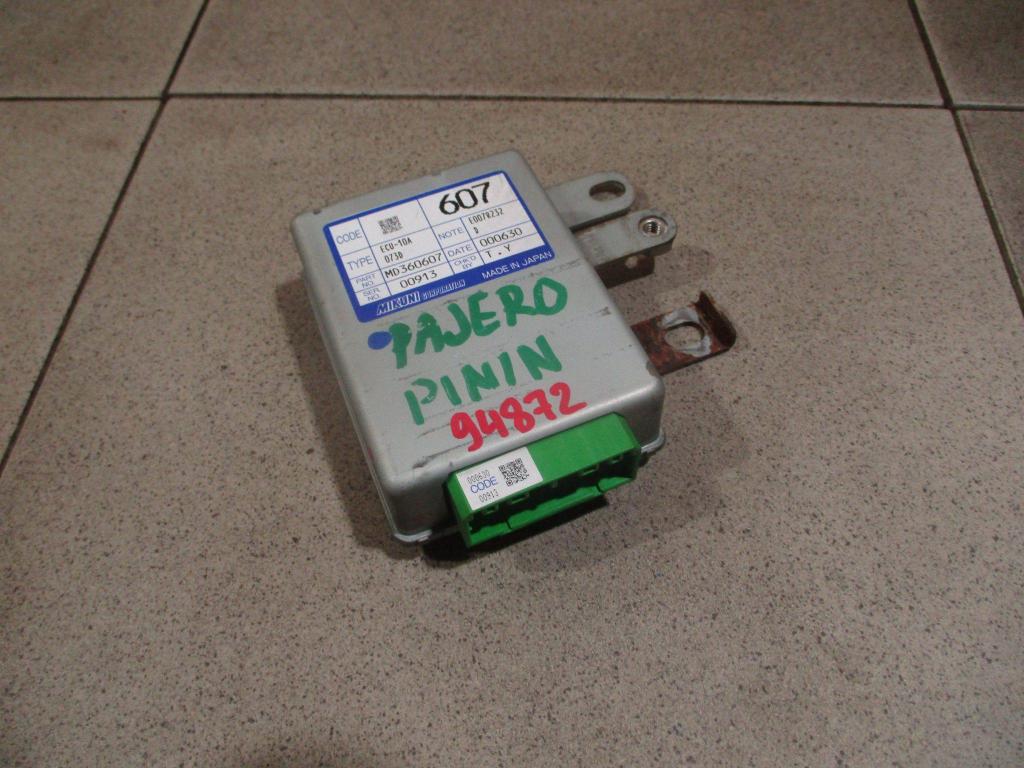 CODE 607
TYPE ECU-10A 073D NOTE E0078232 D
PART NO. MD360607 DATE 000630
SER. NO. 00913 CHK'D BY T.Y
MIKUNI CORPORATION MADE IN JAPAN
PAJERO
PININ
94872
000630
CODE
00913